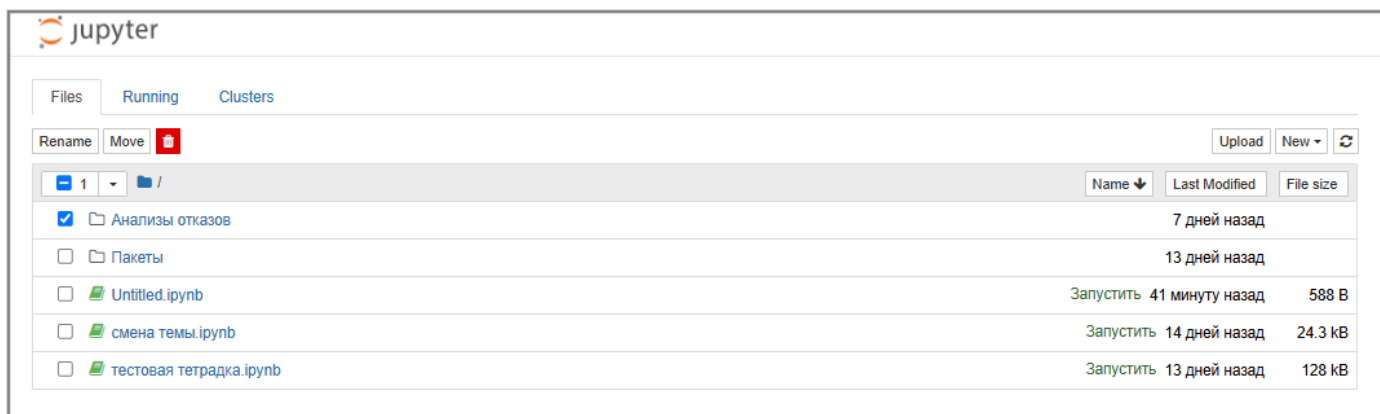 jupyter
Files Running Clusters
Rename Move Upload New
1 / Name Last Modified File size
Анализы отказов 7 дней назад
Пакеты 13 дней назад
Untitled.ipynb Запустить 41 минуту назад 588 B
смена темы.ipynb Запустить 14 дней назад 24.3 kB
тестовая тетрадка.ipynb Запустить 13 дней назад 128 kB